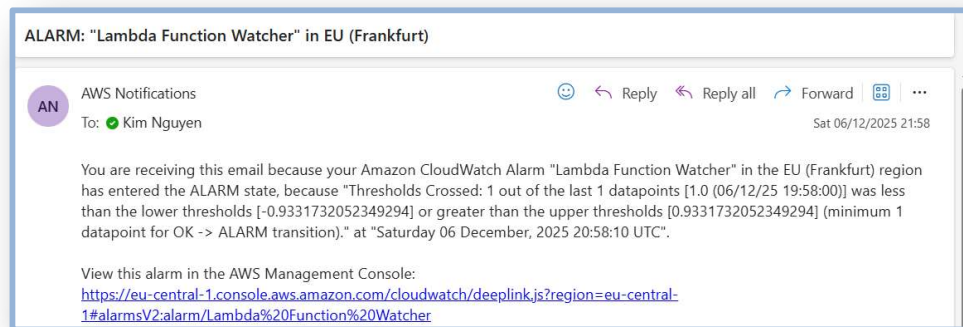 ALARM: "Lambda Function Watcher" in EU (Frankfurt)
AN
AWS Notifications
Reply Reply all Forward
To: Kim Nguyen
Sat 06/12/2025 21:58
You are receiving this email because your Amazon CloudWatch Alarm "Lambda Function Watcher" in the EU (Frankfurt) region
has entered the ALARM state, because "Thresholds Crossed: 1 out of the last 1 datapoints [1.0 (06/12/25 19:58:00)] was less
than the lower thresholds [-0.9331732052349294] or greater than the upper thresholds [0.9331732052349294] (minimum 1
datapoint for OK -> ALARM transition)." at "Saturday 06 December, 2025 20:58:10 UTC".
View this alarm in the AWS Management Console:
https://eu-central-1.console.aws.amazon.com/cloudwatch/deeplink.js?region=eu-central-
1#alarmsV2:alarm/Lambda%20Function%20Watcher